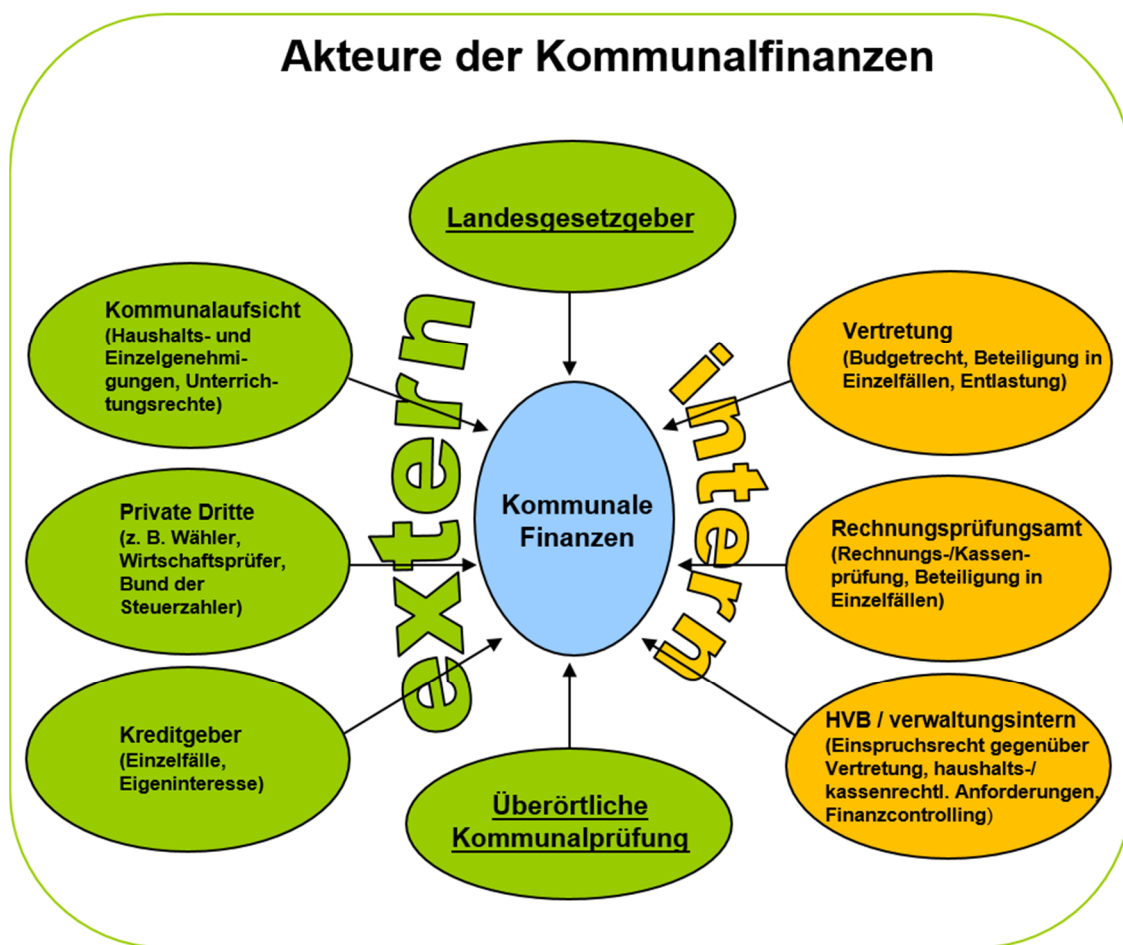 Akteure der Kommunalfinanzen
Landesgesetzgeber
Kommunalaufsicht
(Haushalts- und
Einzelgenehmi-
gungen, Unterrich-
tungsrechte)
Private Dritte
(z. B. Wähler,
Wirtschaftsprüfer,
Bund der
Steuerzahler)
Kreditgeber
(Einzelfälle,
Eigeninteresse)
extern
Kommunale
Finanzen
intern
Vertretung
(Budgetrecht, Beteiligung in
Einzelfällen, Entlastung)
Rechnungsprüfungsamt
(Rechnungs-/Kassen-
prüfung, Beteiligung in
Einzelfällen)
HVB / verwaltungsintern
(Einspruchsrecht gegenüber
Vertretung, haushalts-/
kassenrechtl. Anforderungen,
Finanzcontrolling)
Überörtliche
Kommunalprüfung